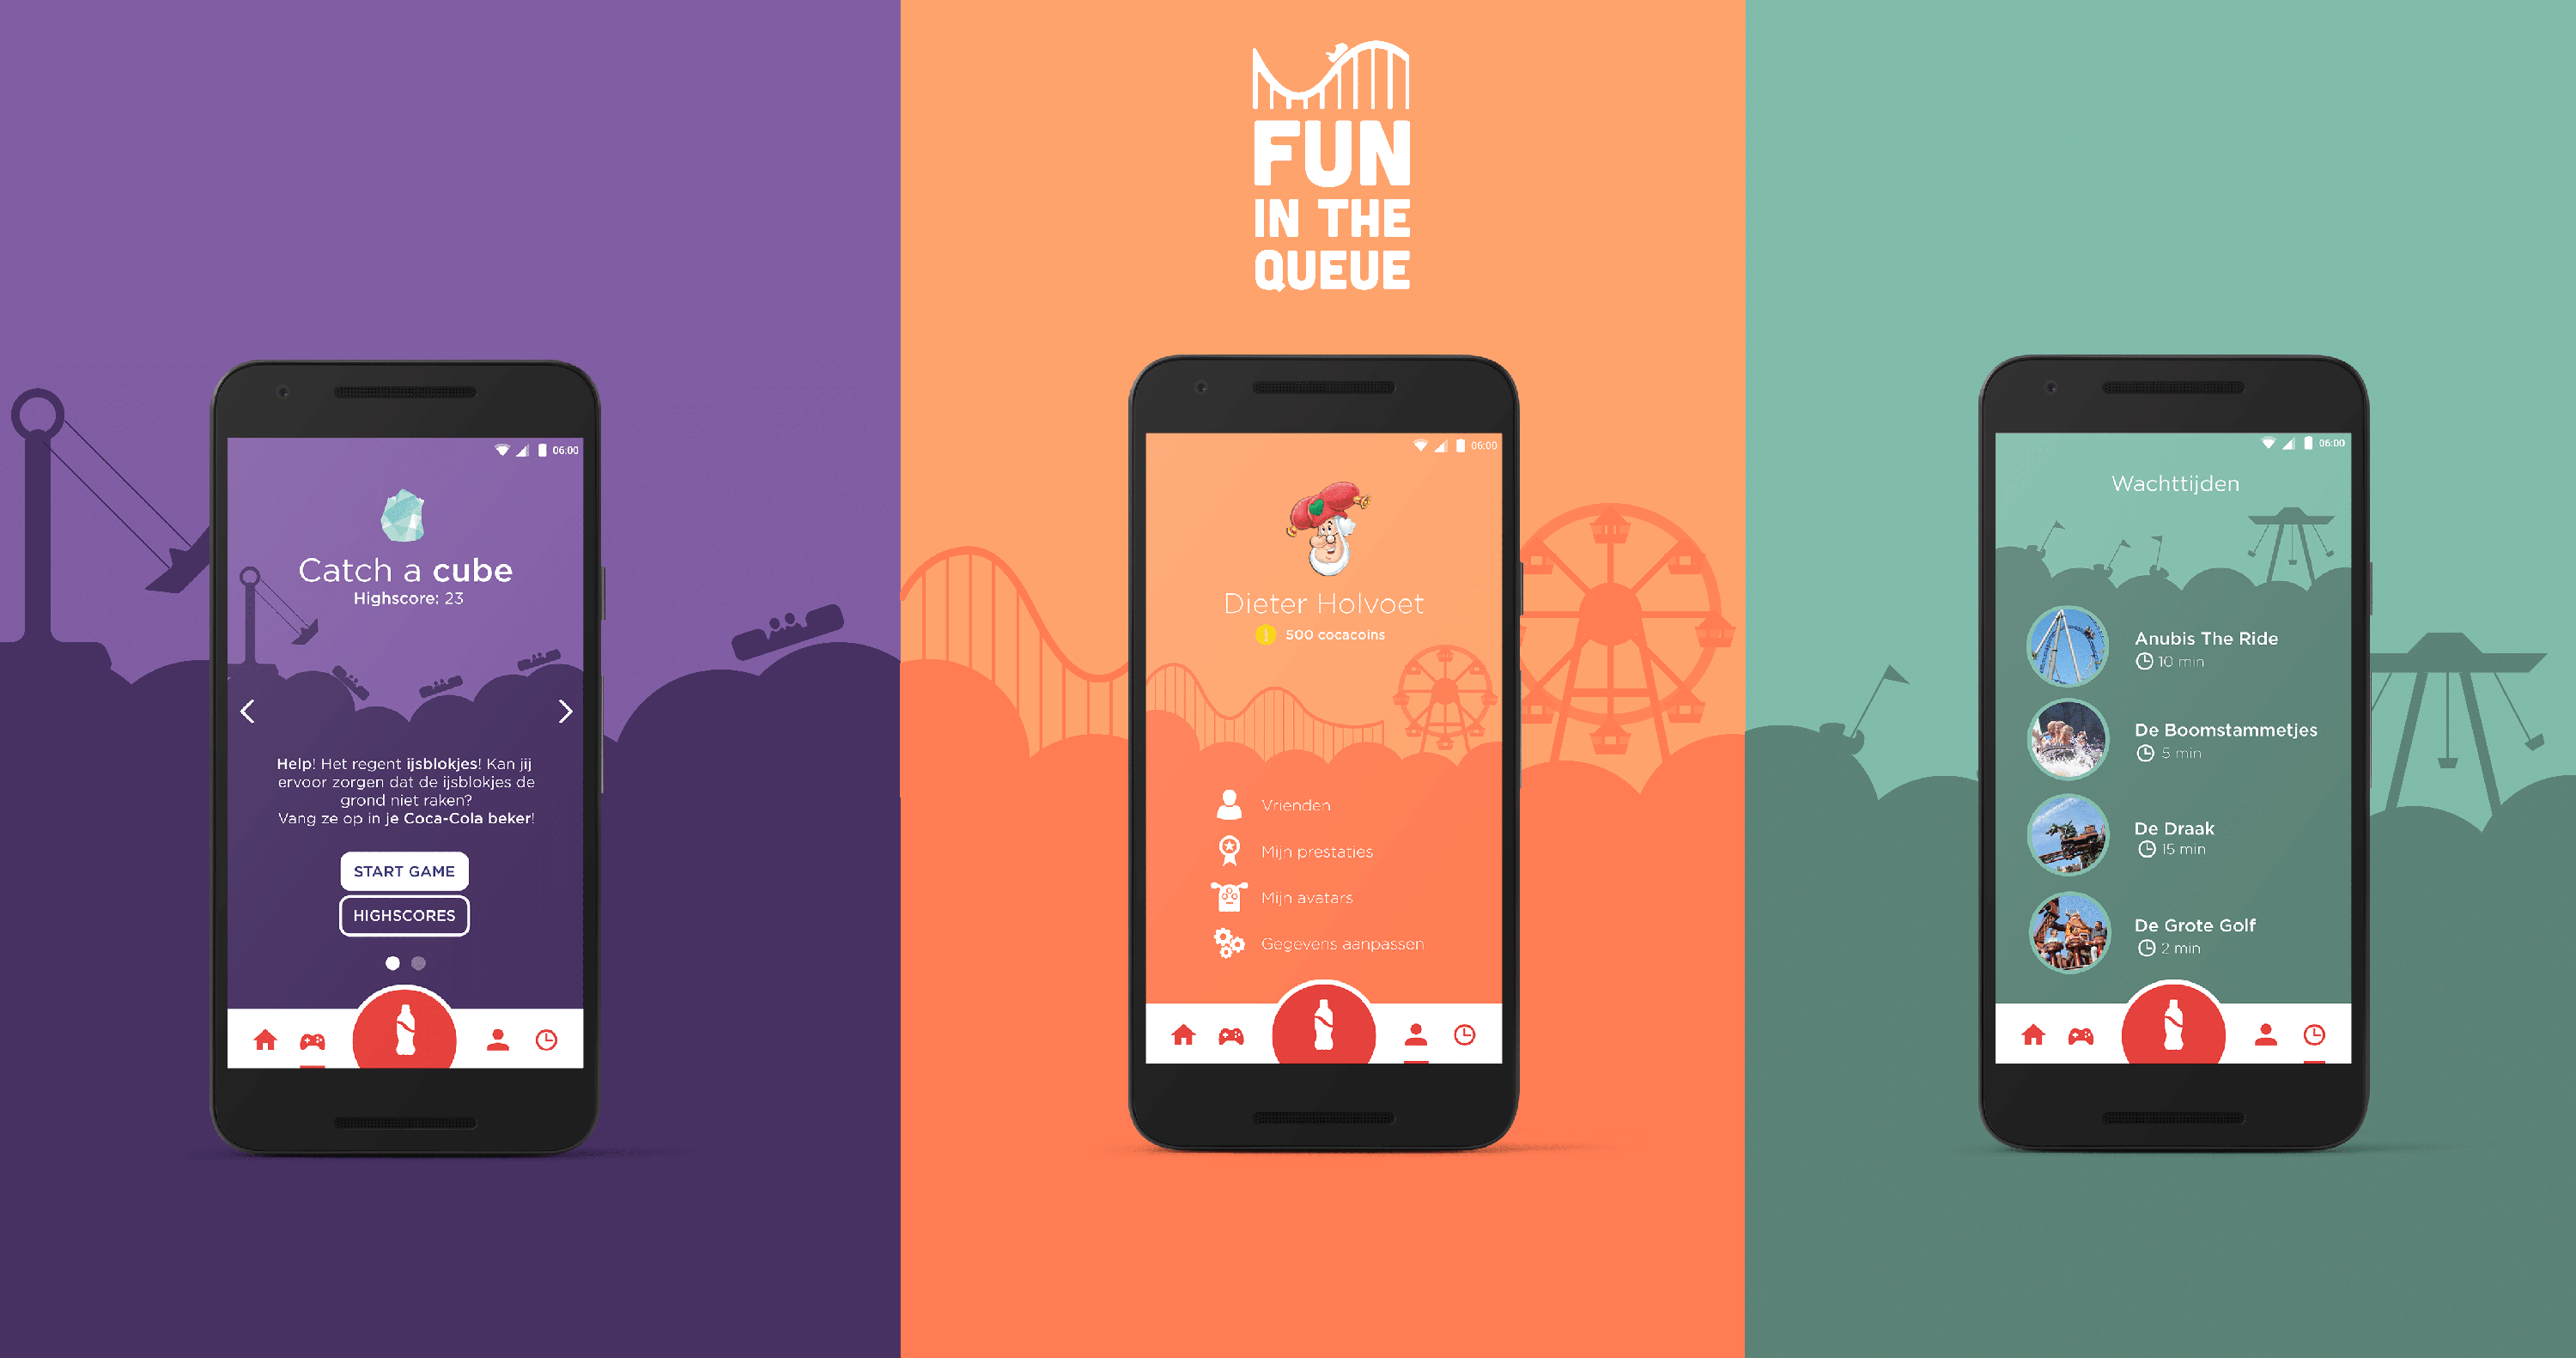 FUN
IN THE
QUEUE
06:00
Catch a cube
Highscore: 23
Help! Het regent ijsblokjes! Kan jij
ervoor zorgen dat de ijsblokjes de
grond niet raken?
Vang ze op in je Coca-Cola beker!
START GAME
HIGHSCORES
06:00
Dieter Holvoet
1 500 cocacoins
Vrienden
Mijn prestaties
Mijn avatars
Gegevens aanpassen
06:00
Wachttijden
Anubis The Ride
10 min
De Boomstammetjes
5 min
De Draak
15 min
De Grote Golf
2 min